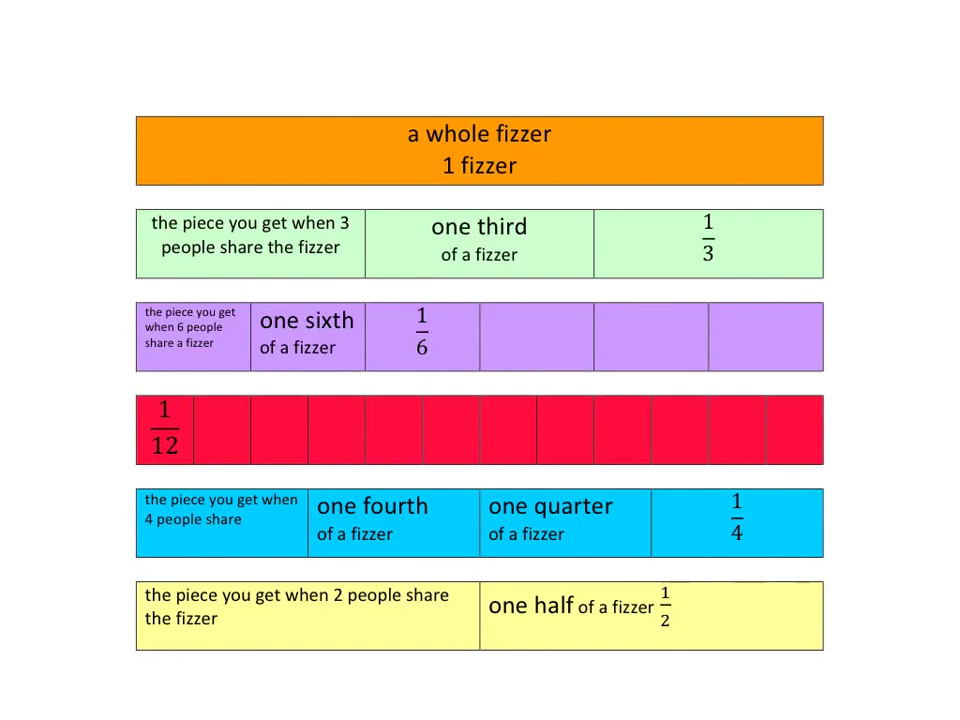 a whole fizzer
1 fizzer
the piece you get when 3
people share the fizzer
one third
of a fizzer
1
3
the piece you get
when 6 people
share a fizzer
one sixth
of a fizzer
1
6
1
12
the piece you get when
4 people share
one fourth
of a fizzer
one quarter
of a fizzer
1
4
the piece you get when 2 people share
the fizzer
one half of a fizzer 1
2